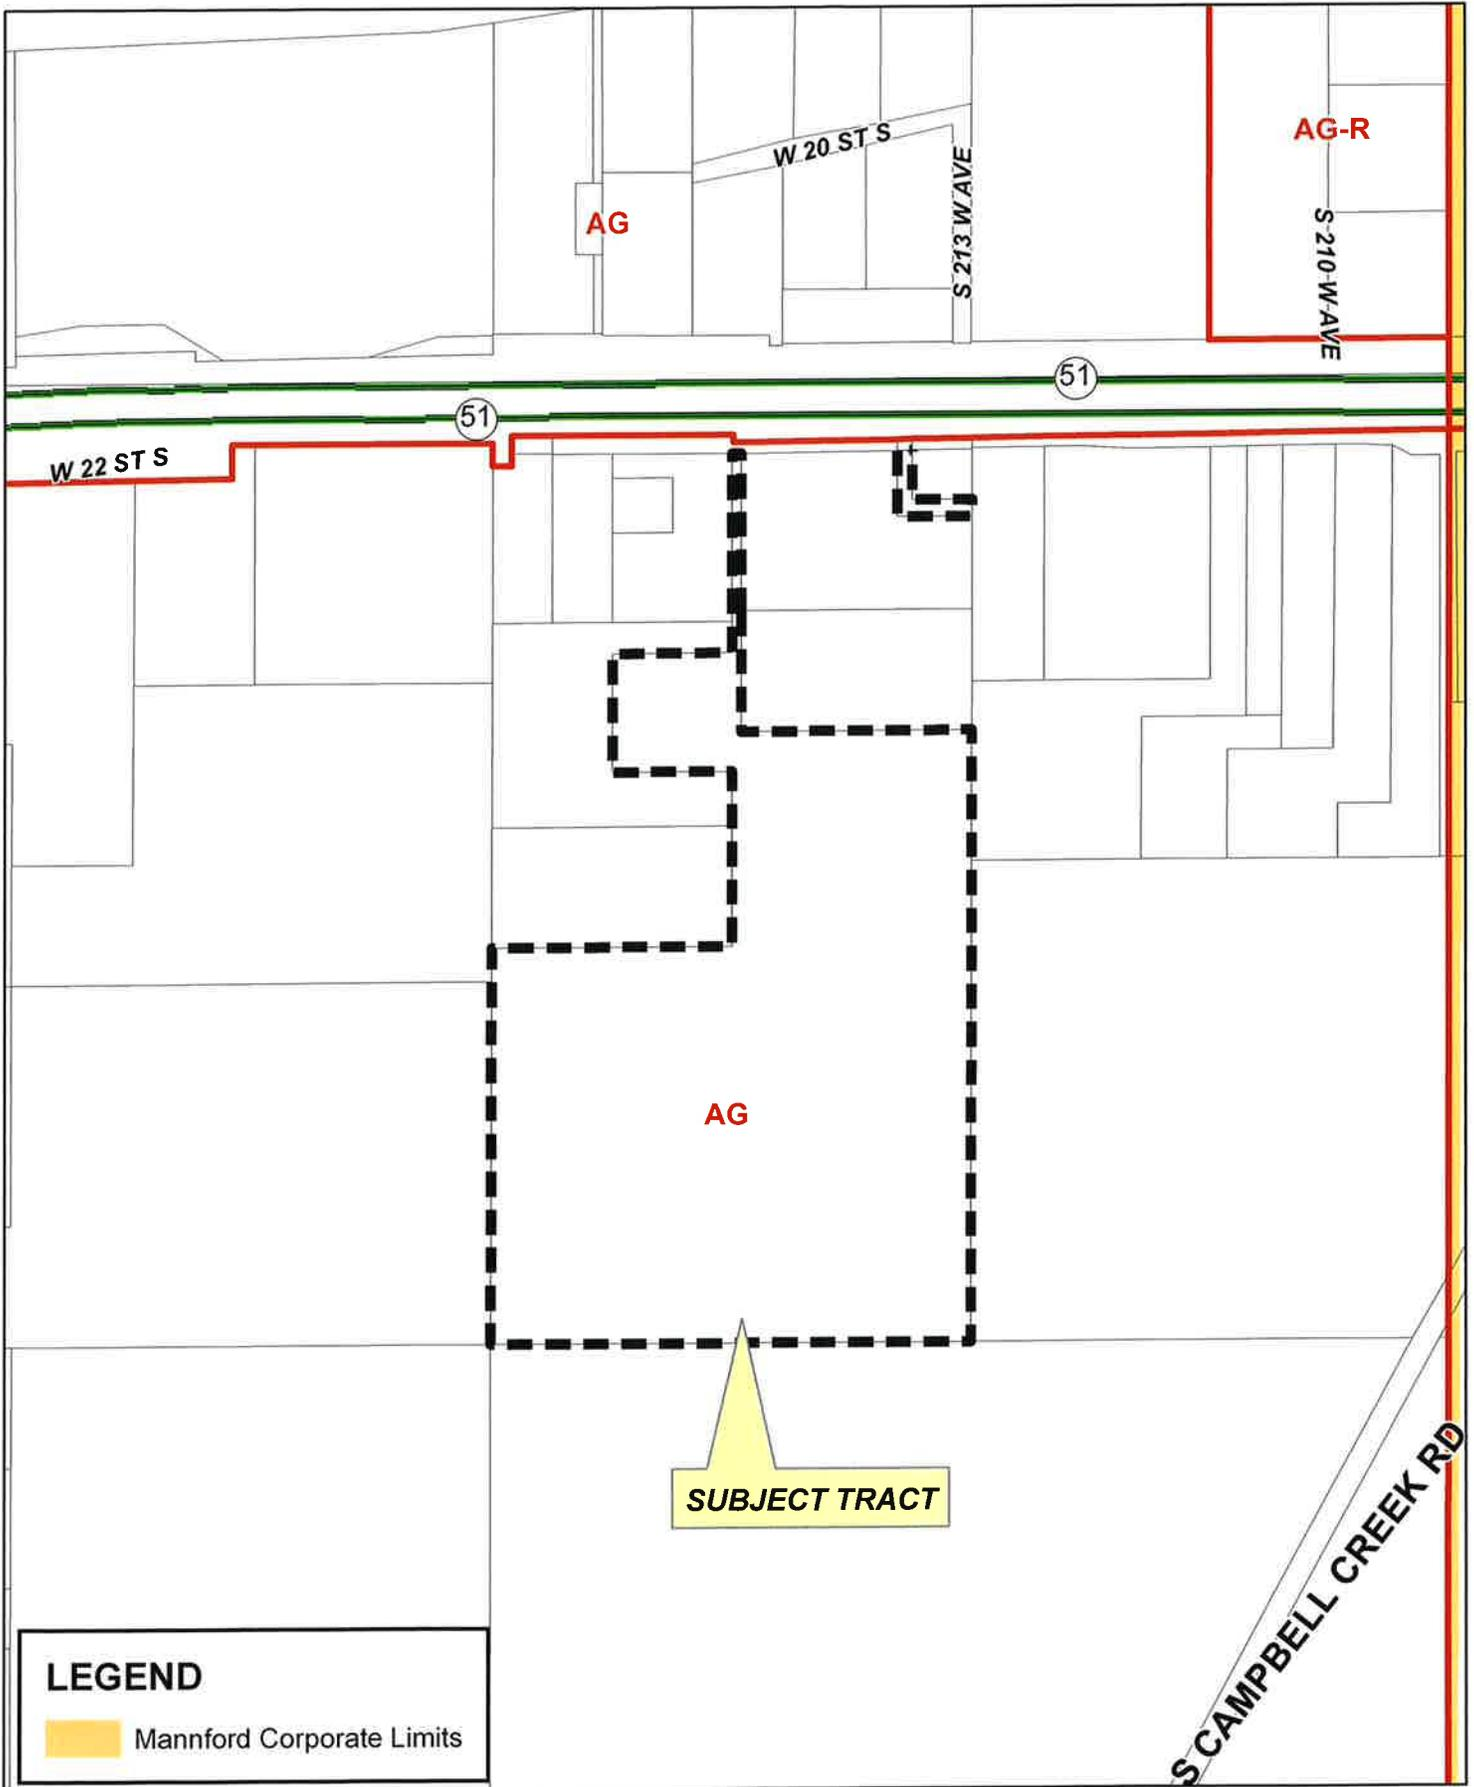 AG-R
W 20 ST S
S 213 W AVE
AG
S 210 W AVE
51
51
W 22 ST S
AG
SUBJECT TRACT
S CAMPBELL CREEK RD
LEGEND
Mannford Corporate Limits